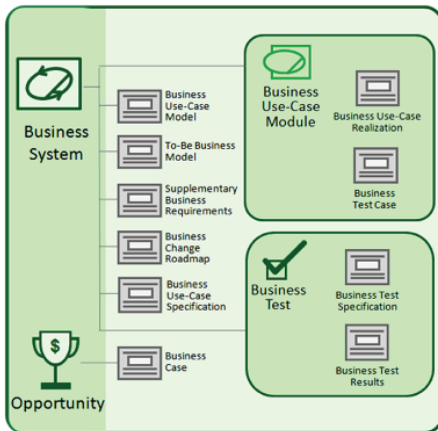 Business
System
Business
Use-Case
Model
To-Be Business
Model
Supplementary
Business
Requirements
Business
Change
Roadmap
Business
Use-Case
Specification
$
Opportunity
Business
Case
Business
Use-Case
Module
Business Use-Case
Realization
Business
Test Case
Business
Test
Business Test
Specification
Business Test
Results